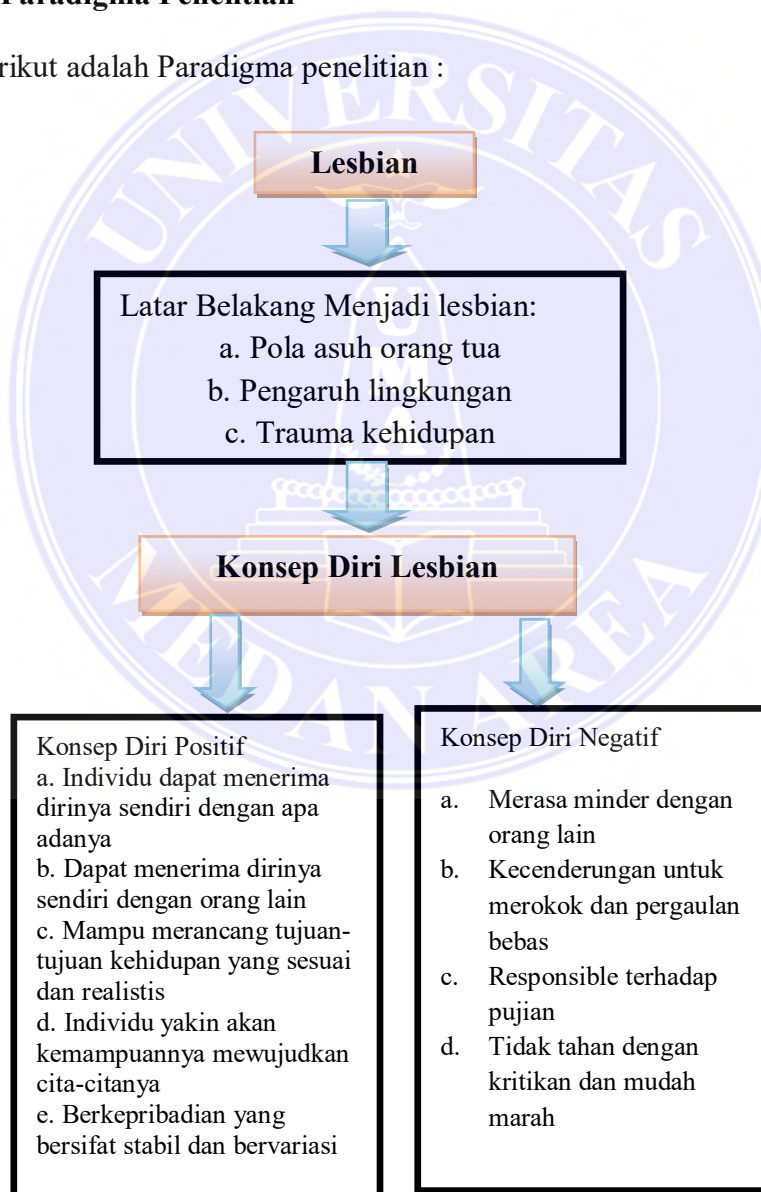 Paradigma Penelitian
rikut adalah Paradigma penelitian :
UNIVERSITAS
MEDAN AREA
UMA
Lesbian
Latar Belakang Menjadi lesbian:
a. Pola asuh orang tua
b. Pengaruh lingkungan
c. Trauma kehidupan
Konsep Diri Lesbian
Konsep Diri Positif
a. Individu dapat menerima
dirinya sendiri dengan apa
adanya
b. Dapat menerima dirinya
sendiri dengan orang lain
c. Mampu merancang tujuan-
tujuan kehidupan yang sesuai
dan realistis
d. Individu yakin akan
kemampuannya mewujudkan
cita-citanya
e. Berkepribadian yang
bersifat stabil dan bervariasi
Konsep Diri Negatif
a. Merasa minder dengan
orang lain
b. Kecenderungan untuk
merokok dan pergaulan
bebas
c. Responsible terhadap
pujian
d. Tidak tahan dengan
kritikan dan mudah
marah